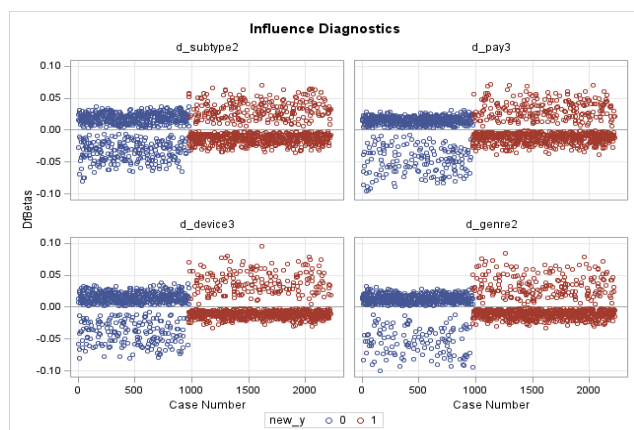 Influence Diagnostics
d_subtype2 d_pay3
0.10
0.05
0.00
-0.05
-0.10
DfBetas
d_device3 d_genre2
0.10
0.05
0.00
-0.05
-0.10
0 500 1000 1500 2000 0 500 1000 1500 2000
Case Number Case Number
new_y 0 1